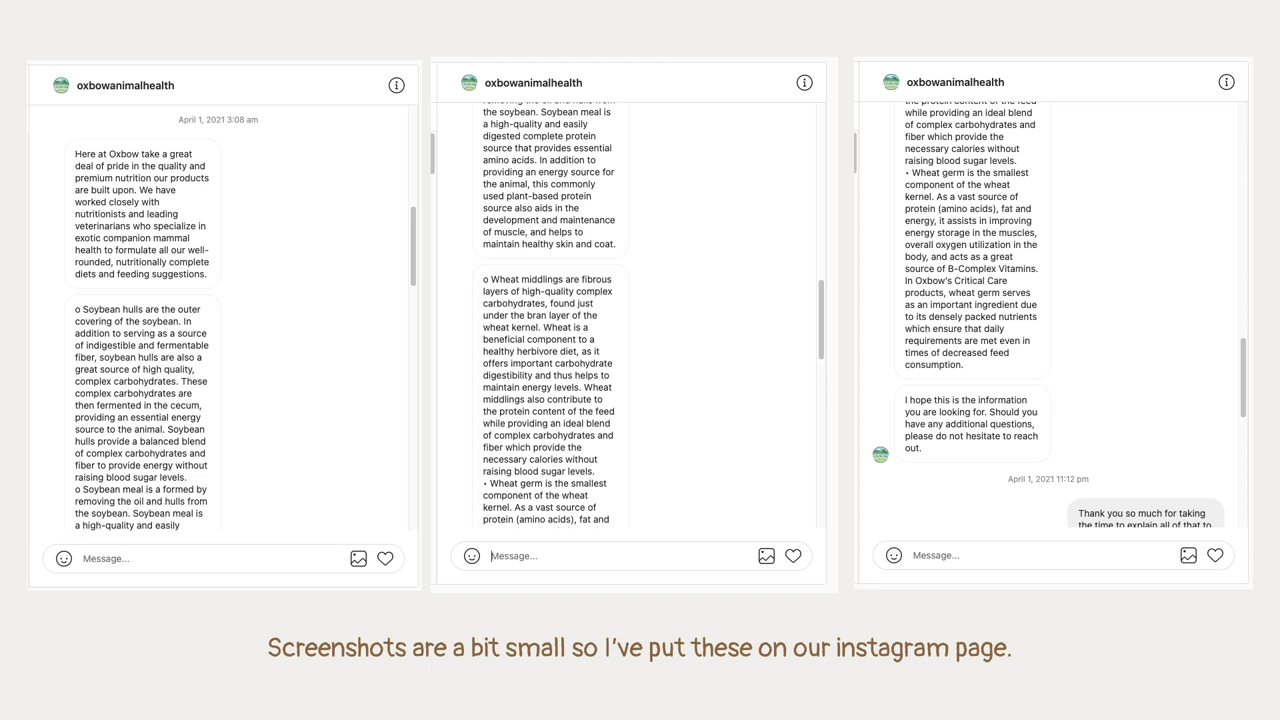 oxbowanimalhealth
April 1, 2021 3:08 am
Here at Oxbow take a great
deal of pride in the quality and
premium nutrition our products
are built upon. We have
worked closely with
nutritionists and leading
veterinarians who specialize in
exotic companion mammal
health to formulate all our well-
rounded, nutritionally complete
diets and feeding suggestions.
o Soybean hulls are the outer
covering of the soybean. In
addition to serving as a source
of indigestible and fermentable
fiber, soybean hulls are also a
great source of high quality,
complex carbohydrates. These
complex carbohydrates are
then fermented in the cecum,
providing an essential energy
source to the animal. Soybean
hulls provide a balanced blend
of complex carbohydrates and
fiber to provide energy without
raising blood sugar levels.
o Soybean meal is a formed by
removing the oil and hulls from
the soybean. Soybean meal is
a high-quality and easily
Message...
oxbowanimalhealth
removing the oil and hulls from
the soybean. Soybean meal is
a high-quality and easily
digested complete protein
source that provides essential
amino acids. In addition to
providing an energy source for
the animal, this commonly
used plant-based protein
source also aids in the
development and maintenance
of muscle, and helps to
maintain healthy skin and coat.
o Wheat middlings are fibrous
layers of high-quality complex
carbohydrates, found just
under the bran layer of the
wheat kernel. Wheat is a
beneficial component to a
healthy herbivore diet, as it
offers important carbohydrate
digestibility and thus helps to
maintain energy levels. Wheat
middlings also contribute to
the protein content of the feed
while providing an ideal blend
of complex carbohydrates and
fiber which provide the
necessary calories without
raising blood sugar levels.
• Wheat germ is the smallest
component of the wheat
kernel. As a vast source of
protein (amino acids), fat and
Message...
oxbowanimalhealth
the protein content of the feed
while providing an ideal blend
of complex carbohydrates and
fiber which provide the
necessary calories without
raising blood sugar levels.
• Wheat germ is the smallest
component of the wheat
kernel. As a vast source of
protein (amino acids), fat and
energy, it assists in improving
energy storage in the muscles,
overall oxygen utilization in the
body, and acts as a great
source of B-Complex Vitamins.
In Oxbow's Critical Care
products, wheat germ serves
as an important ingredient due
to its densely packed nutrients
which ensure that daily
requirements are met even in
times of decreased feed
consumption.
I hope this is the information
you are looking for. Should you
have any additional questions,
please do not hesitate to reach
out.
April 1, 2021 11:12 pm
Thank you so much for taking
the time to explain all of that to
Message...
Screenshots are a bit small so I've put these on our instagram page.